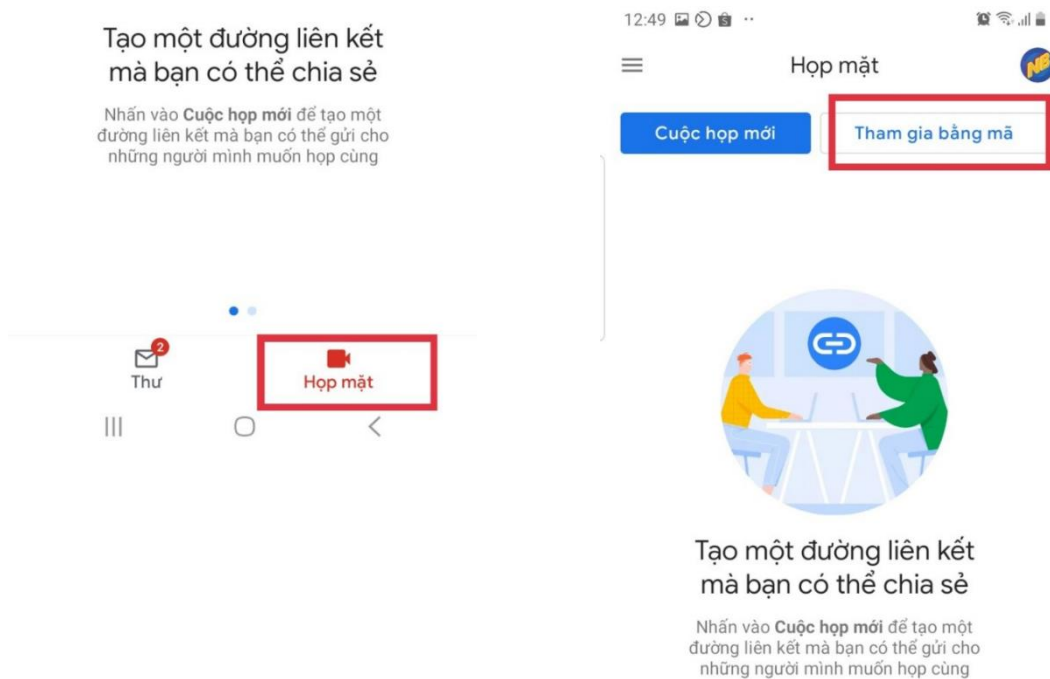 Tạo một đường liên kết
mà bạn có thể chia sẻ
Nhấn vào Cuộc họp mới để tạo một
đường liên kết mà bạn có thể gửi cho
những người mình muốn họp cùng
2
Thư
Họp mặt
12:49
Họp mặt
NB
Cuộc họp mới
Tham gia bằng mã
Tạo một đường liên kết
mà bạn có thể chia sẻ
Nhấn vào Cuộc họp mới để tạo một
đường liên kết mà bạn có thể gửi cho
những người mình muốn họp cùng